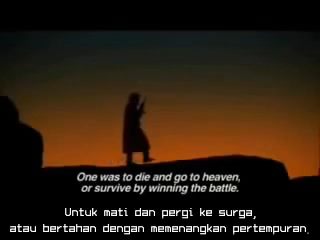 One was to die and go to heaven,
or survive by winning the battle.
Untuk mati dan pergi ke surga,
atau bertahan dengan memenangkan pertempuran.